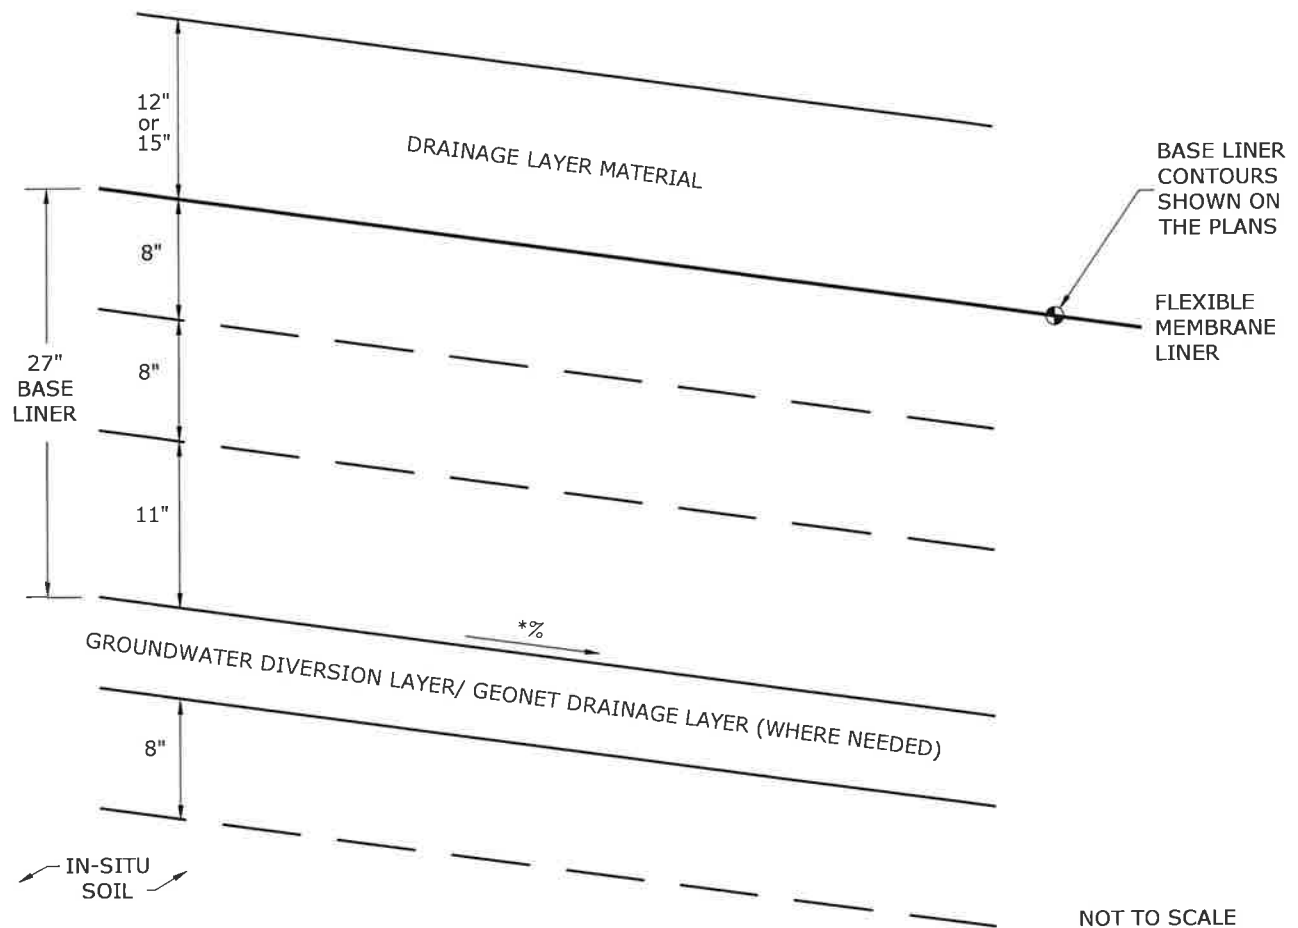 12"
or
15"
DRAINAGE LAYER MATERIAL
BASE LINER
CONTOURS
SHOWN ON
THE PLANS
8"
FLEXIBLE
MEMBRANE
LINER
27"
BASE
LINER
8"
11"
*%
GROUNDWATER DIVERSION LAYER/ GEONET DRAINAGE LAYER (WHERE NEEDED)
8"
IN-SITU
SOIL
NOT TO SCALE